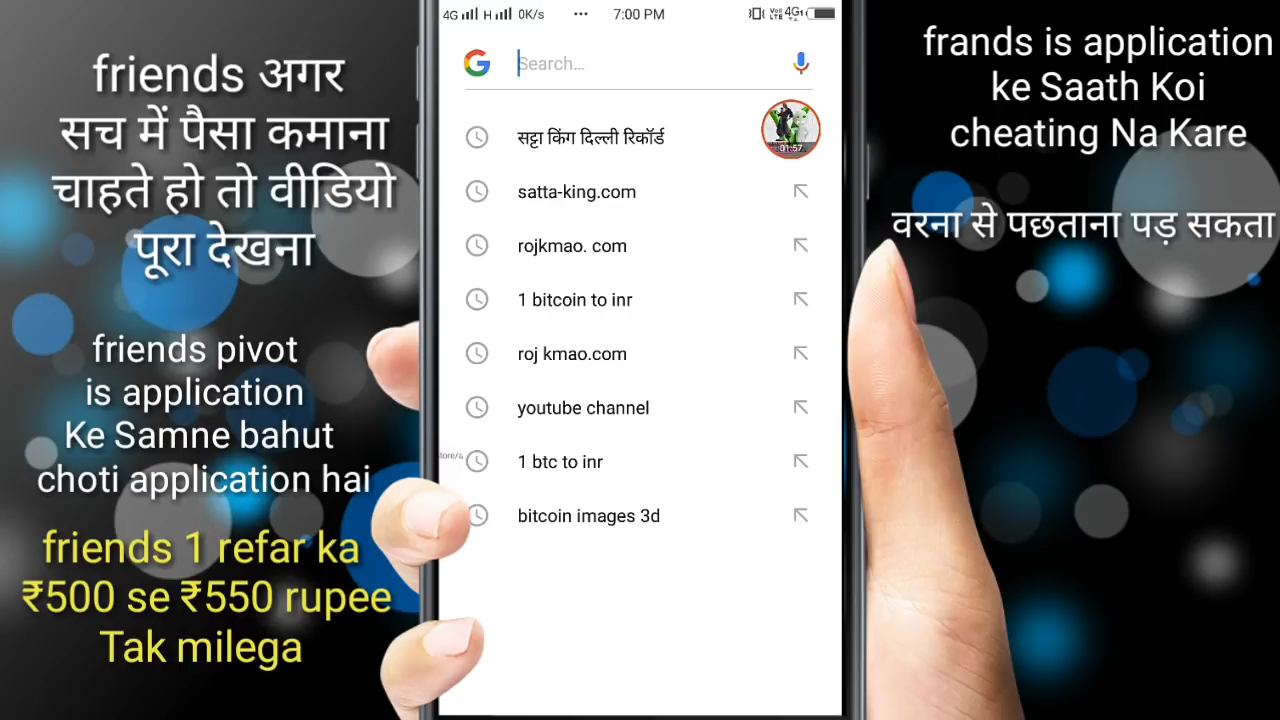 friends अगर
सच में पैसा कमाना
चाहते हो तो वीडियो
पूरा देखना
friends pivot
is application
Ke Samne bahut
choti application hai
friends 1 refar ka
₹500 se ₹550 rupee
Tak milega
4G H 0K/s ... 7:00 PM VoLTE 4G1
Search...
सट्टा किंग दिल्ली रिकॉर्ड
01:57
satta-king.com
rojkmao. com
1 bitcoin to inr
roj kmao.com
youtube channel
1 btc to inr
bitcoin images 3d
frands is application
ke Saath Koi
cheating Na Kare
वरना से पछताना पड़ सकता